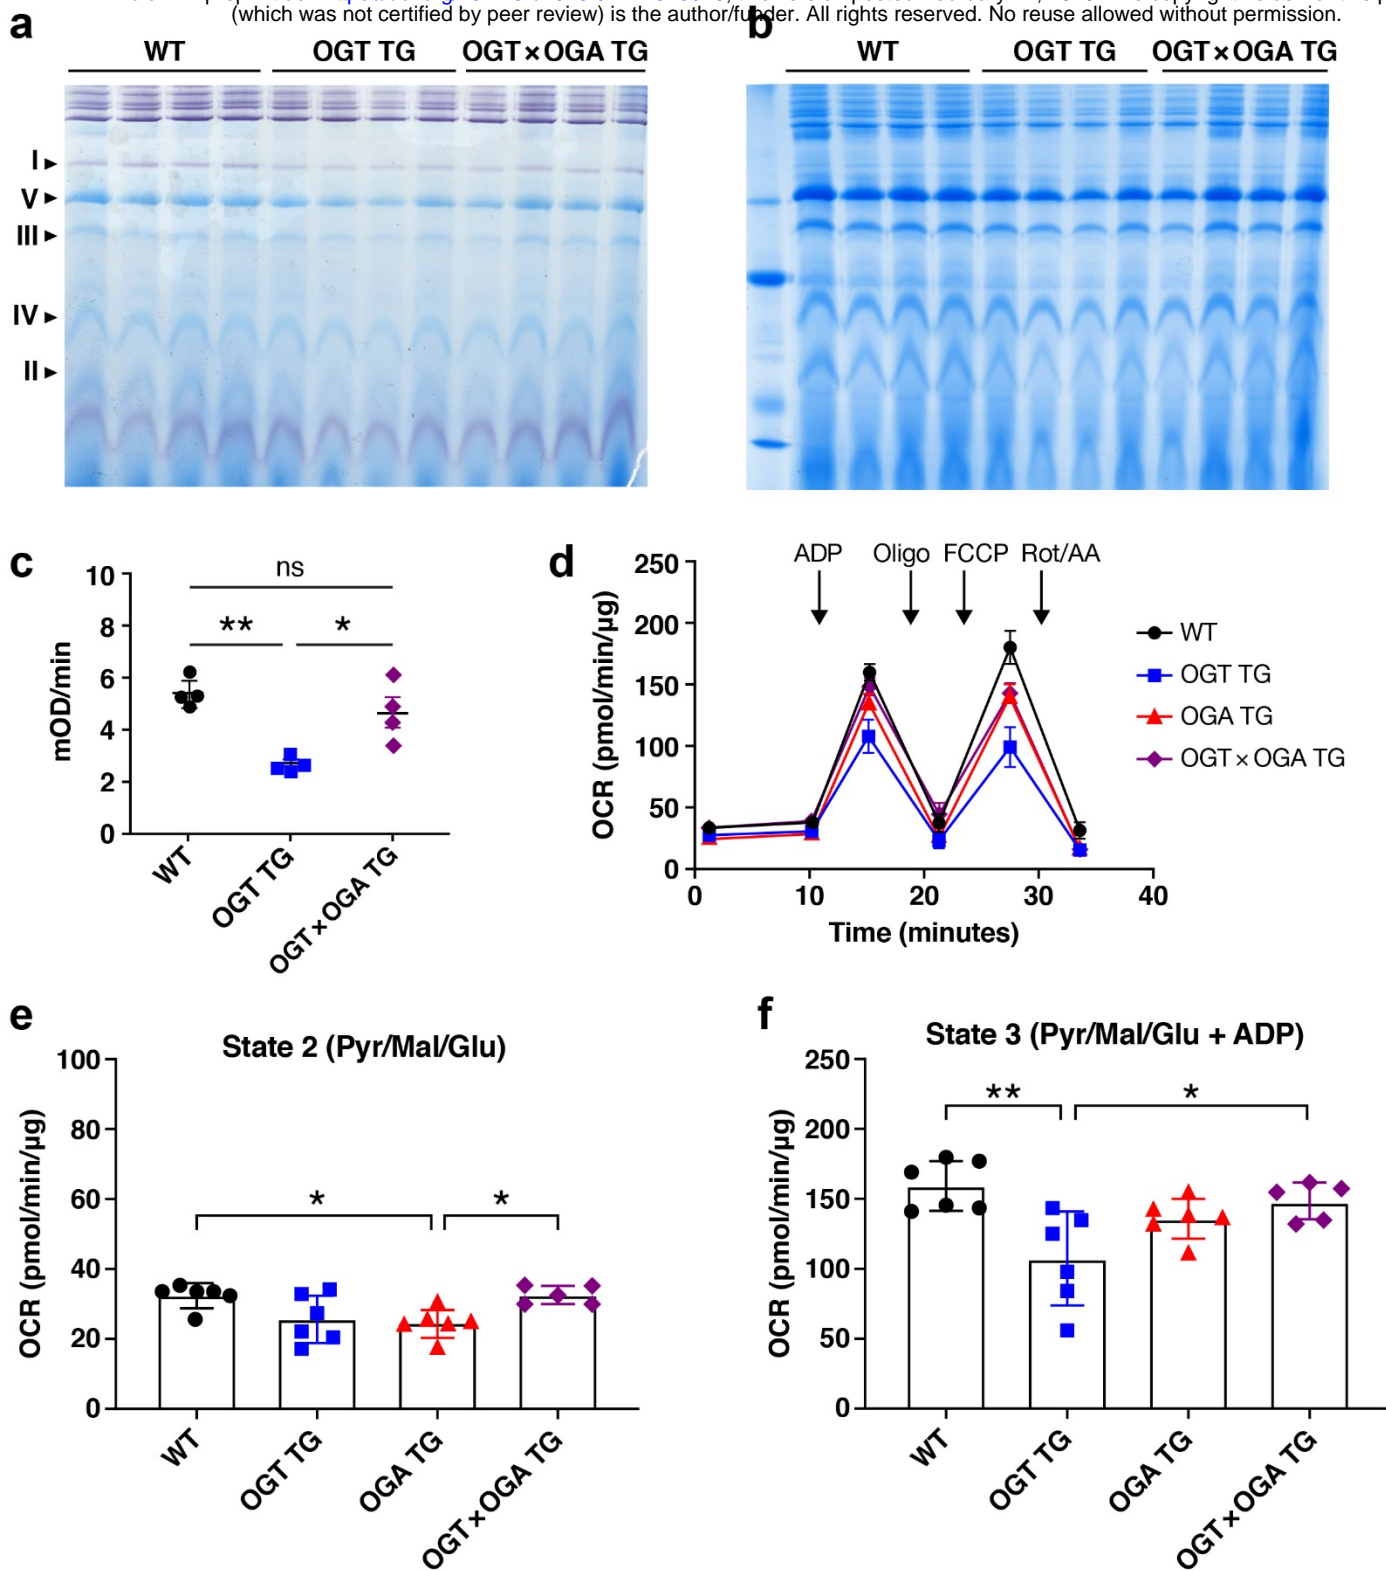 (which was not certified by peer review) is the author/funder. All rights reserved. No reuse allowed without permission.
a
WT
OGT TG
OGT×OGA TG
I
V
III
IV
II
b
WT
OGT TG
OGT×OGA TG
c
mOD/min
10
8
6
4
2
0
ns
**
*
WT
OGT TG
OGT×OGA TG
d
OCR (pmol/min/µg)
250
200
150
100
50
0
ADP
Oligo
FCCP
Rot/AA
0
10
20
30
40
Time (minutes)
WT
OGT TG
OGA TG
OGT×OGA TG
e
State 2 (Pyr/Mal/Glu)
OCR (pmol/min/µg)
100
80
60
40
20
0
*
*
WT
OGT TG
OGA TG
OGT×OGA TG
f
State 3 (Pyr/Mal/Glu + ADP)
OCR (pmol/min/µg)
250
200
150
100
50
0
**
*
WT
OGT TG
OGA TG
OGT×OGA TG